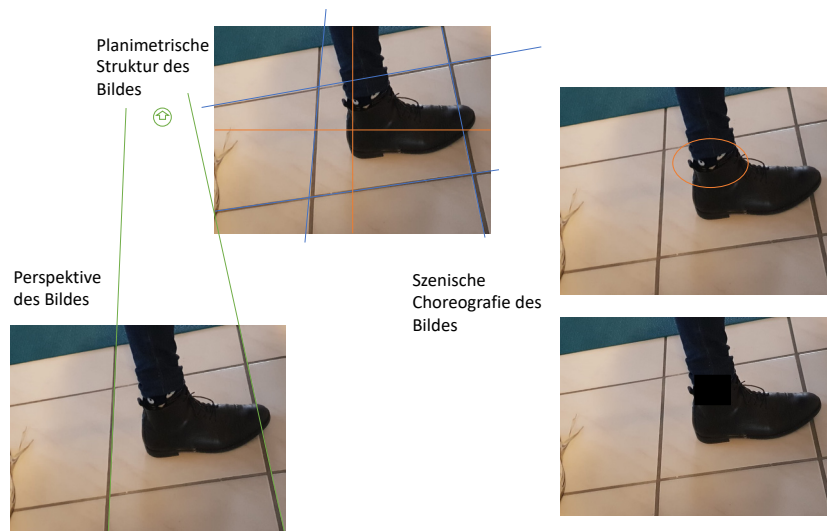 Planimetrische
Struktur des
Bildes
Perspektive
des Bildes
Szenische
Choreografie des
Bildes